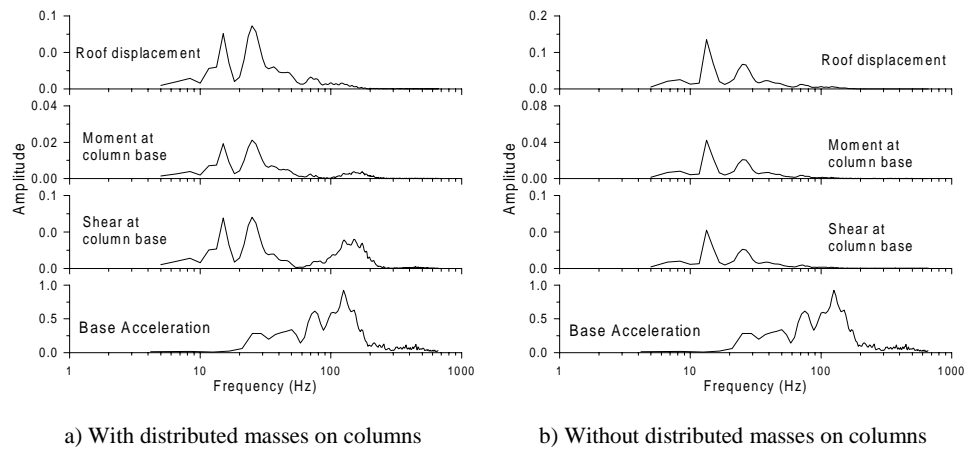 0.1
0.0
0.0
Roof displacement
0.04
0.02
0.00
Moment at
column base
0.1
0.0
0.0
Shear at
column base
1.0
0.5
0.0
Base Acceleration
Amplitude
1 10 100 1000
Frequency (Hz)
a) With distributed masses on columns
0.2
0.1
0.0
Roof displacement
0.08
0.04
0.00
Moment at
column base
0.1
0.0
0.0
Shear at
column base
1.0
0.5
0.0
Base Acceleration
Amplitude
1 10 100 1000
Frequency (Hz)
b) Without distributed masses on columns